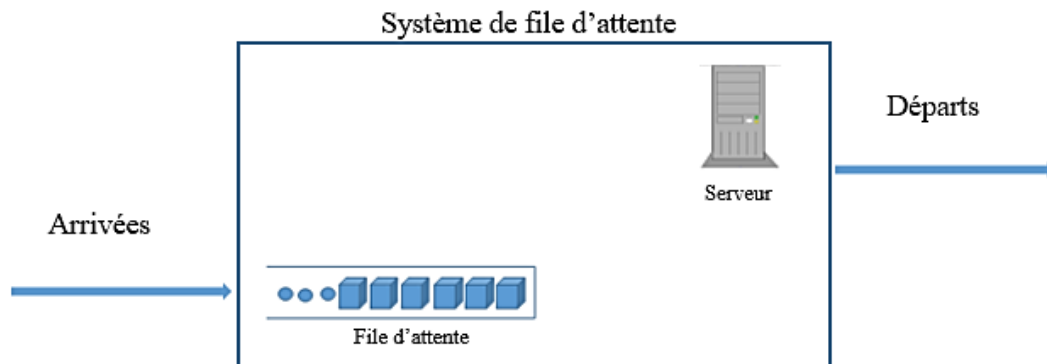 Système de file d’attente
Départs
Serveur
Arrivées
File d’attente